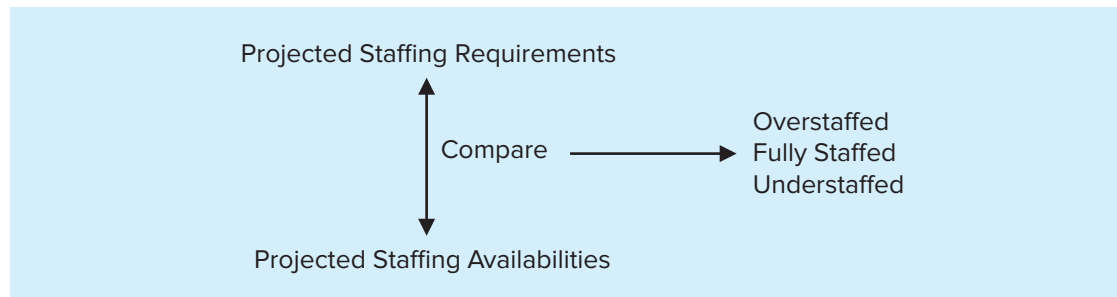 Projected Staffing Requirements
Compare
Overstaffed
Fully Staffed
Understaffed
Projected Staffing Availabilities